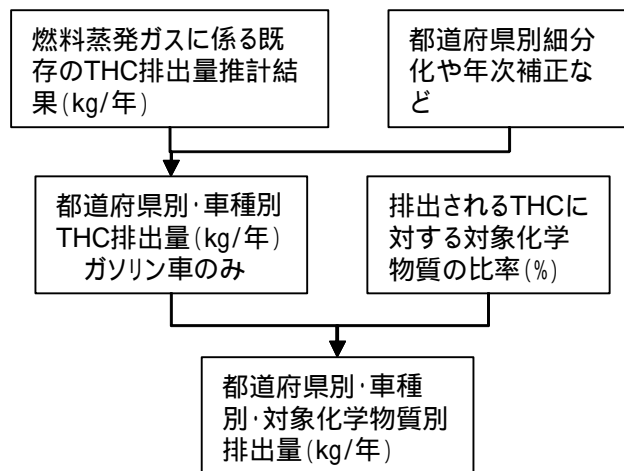 燃料蒸発ガスに係る既
存のTHC排出量推計結
果(kg/年)
都道府県別細分
化や年次補正な
ど
都道府県別・車種別
THC排出量(kg/年)
ガソリン車のみ
排出されるTHCに
対する対象化学
物質の比率(%)
都道府県別・車種
別・対象化学物質別
排出量(kg/年)